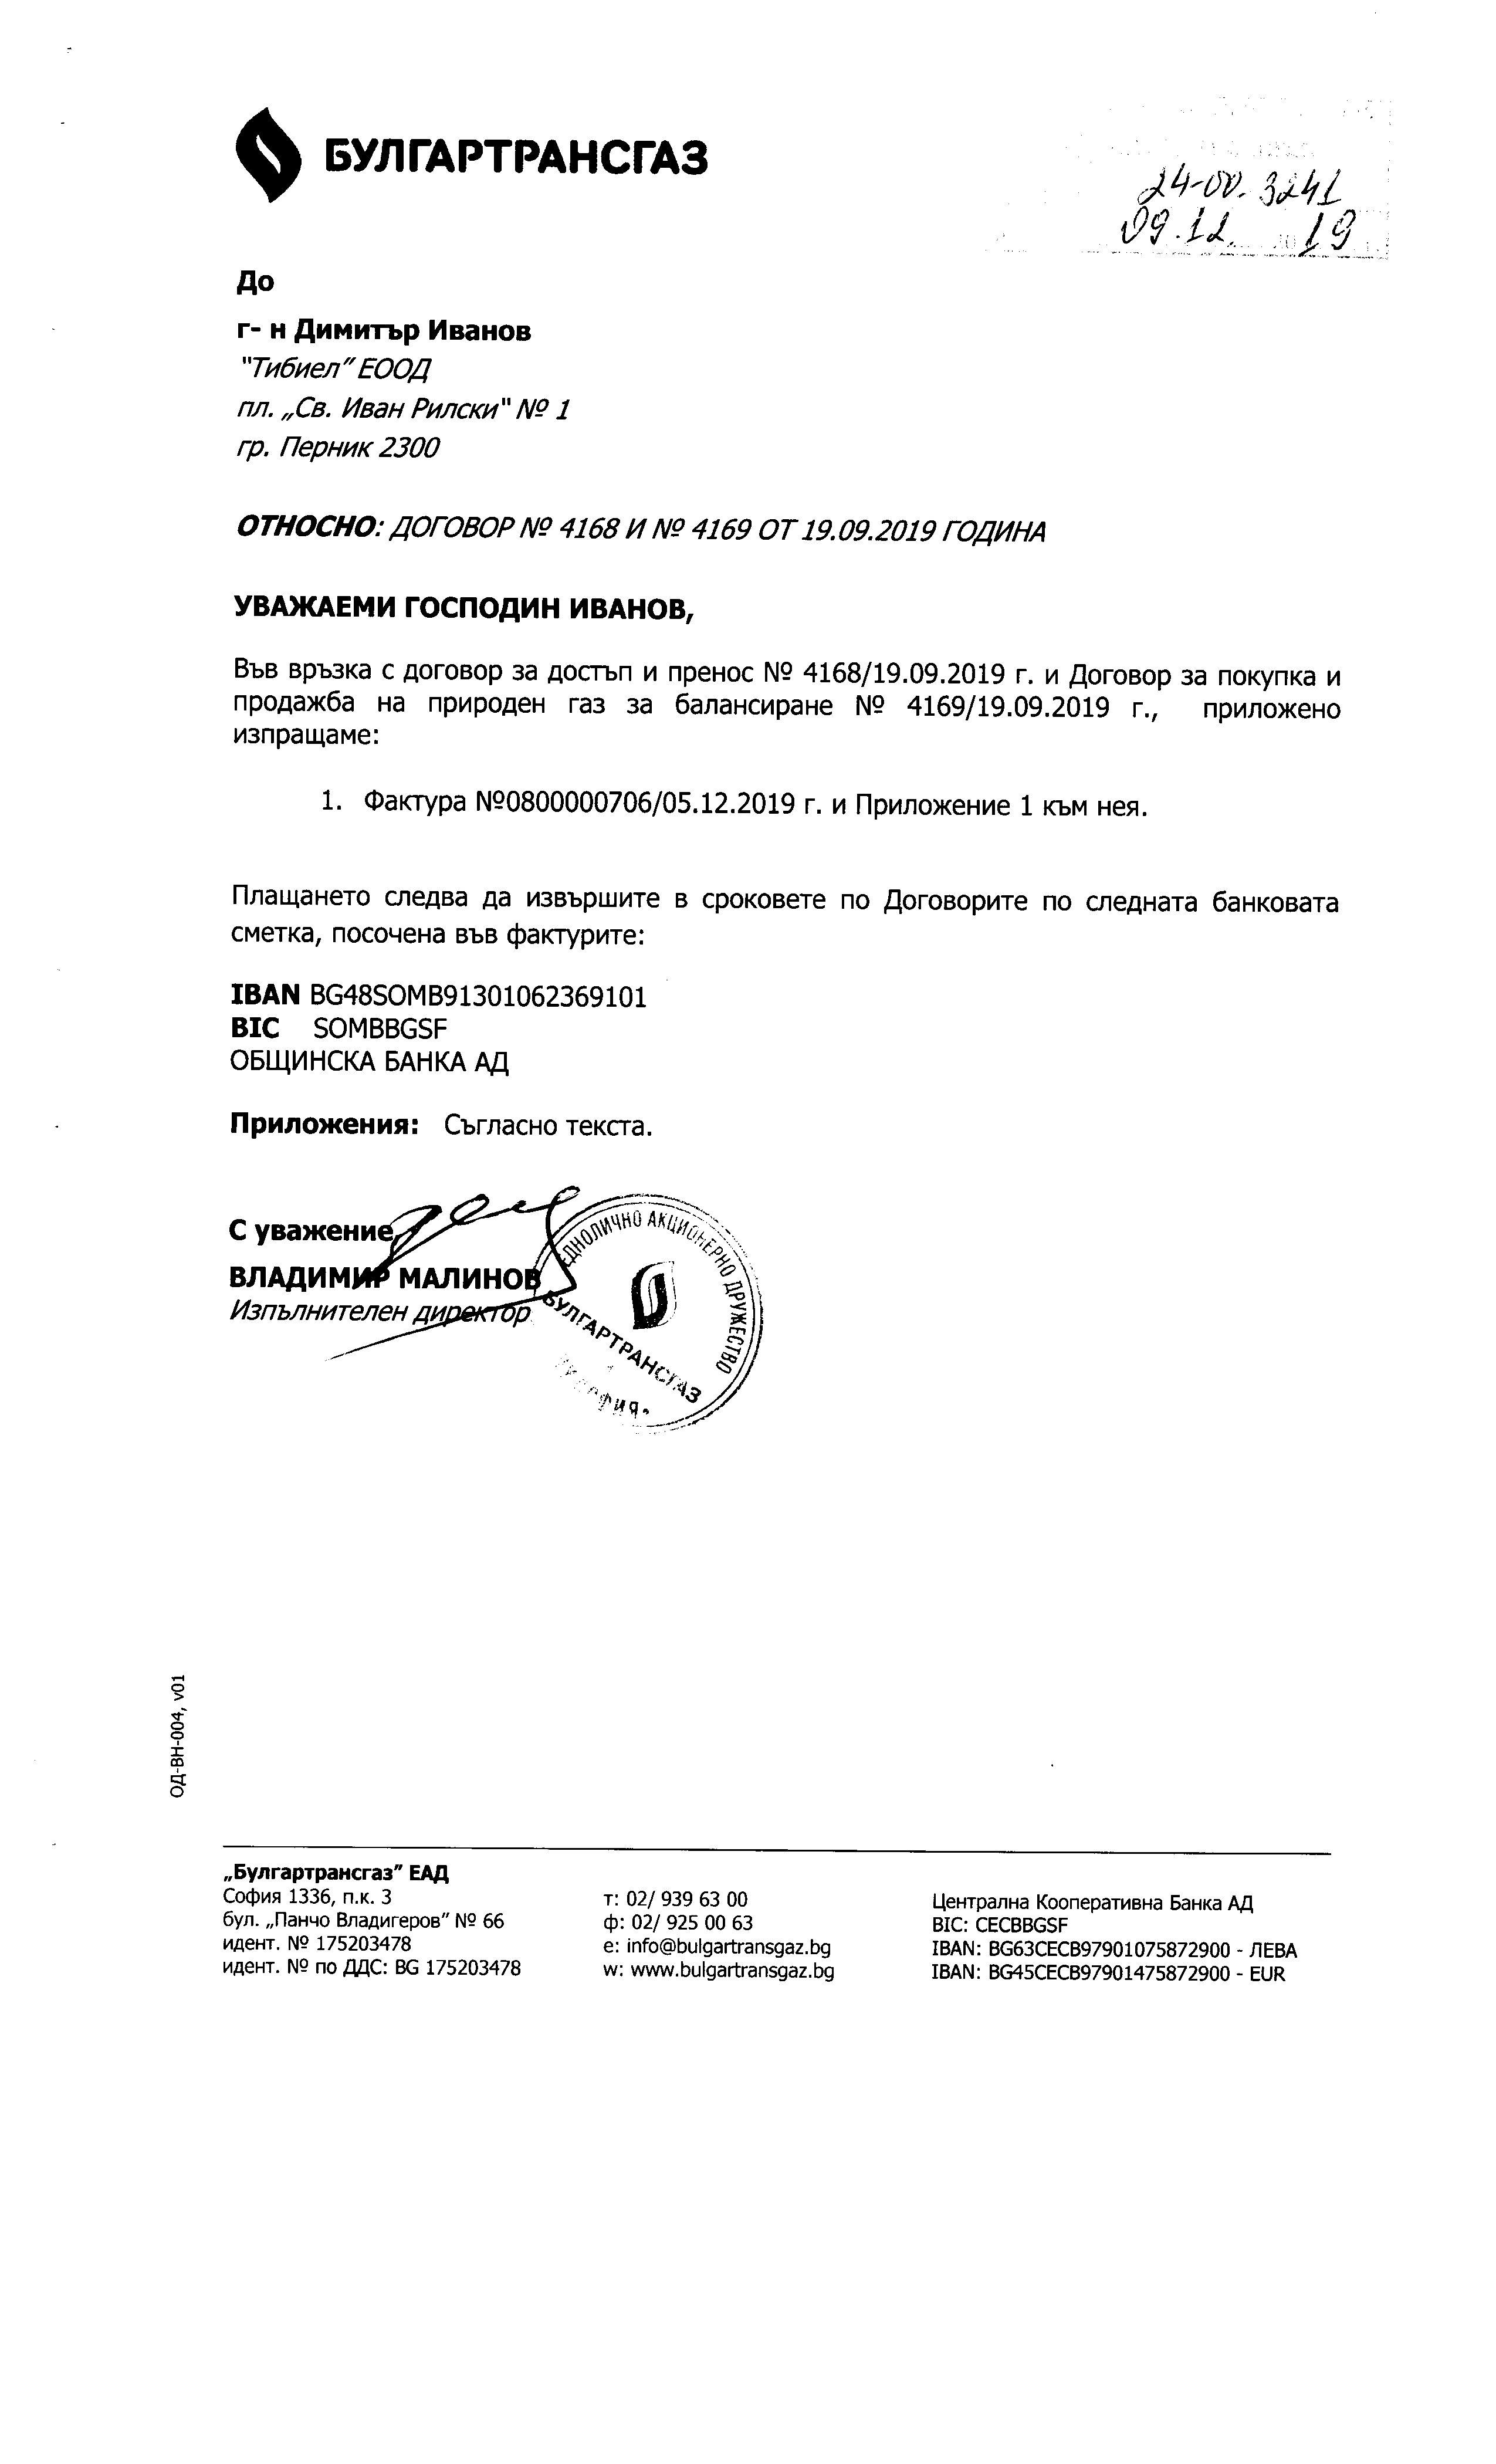 БУЛГАРТРАНСГАЗ
24-00-3241
09.12. 19
До
г- н Димитър Иванов
"Тибиел" ЕООД
пл. „Св. Иван Рилски" № 1
гр. Перник 2300
ОТНОСНО: ДОГОВОР № 4168 И № 4169 ОТ 19.09.2019 ГОДИНА
УВАЖАЕМИ ГОСПОДИН ИВАНОВ,
Във връзка с договор за достъп и пренос № 4168/19.09.2019 г. и Договор за покупка и
продажба на природен газ за балансиране № 4169/19.09.2019 г., приложено
изпращаме:
1. Фактура №0800000706/05.12.2019 г. и Приложение 1 към нея.
Плащането следва да извършите в сроковете по Договорите по следната банковата
сметка, посочена във фактурите:
IBAN BG48SOMB91301062369101
BIC SOMBBGSF
ОБЩИНСКА БАНКА АД
Приложения: Съгласно текста.
С уважение,
ВЛАДИМИР МАЛИНОВ
Изпълнителен директор
ЕДНОЛИЧНО АКЦИОНЕРНО ДРУЖЕСТВО
БУЛГАРТРАНСГАЗ
София
ОД-ВН-004, v01
„Булгартрансгаз" ЕАД
София 1336, п.к. 3
бул. „Панчо Владигеров" № 66
идент. № 175203478
идент. № по ДДС: BG 175203478
т: 02/ 939 63 00
ф: 02/ 925 00 63
е: info@bulgartransgaz.bg
w: www.bulgartransgaz.bg
Централна Кооперативна Банка АД
BIC: CECBBGSF
IBAN: BG63CECB97901075872900 - ЛЕВА
IBAN: BG45CECB97901475872900 - EUR